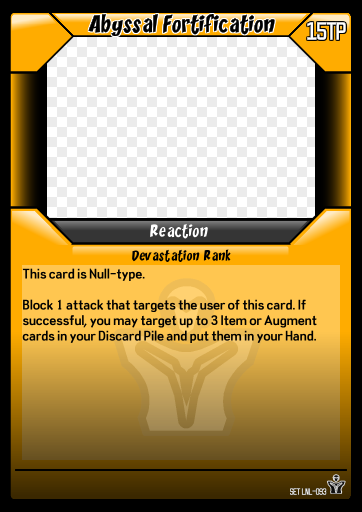 Abyssal Fortification
15TP
Reaction
Devastation Rank
This card is Null-type.
Block 1 attack that targets the user of this card. If
successful, you may target up to 3 Item or Augment
cards in your Discard Pile and put them in your Hand.
SET LNL-093